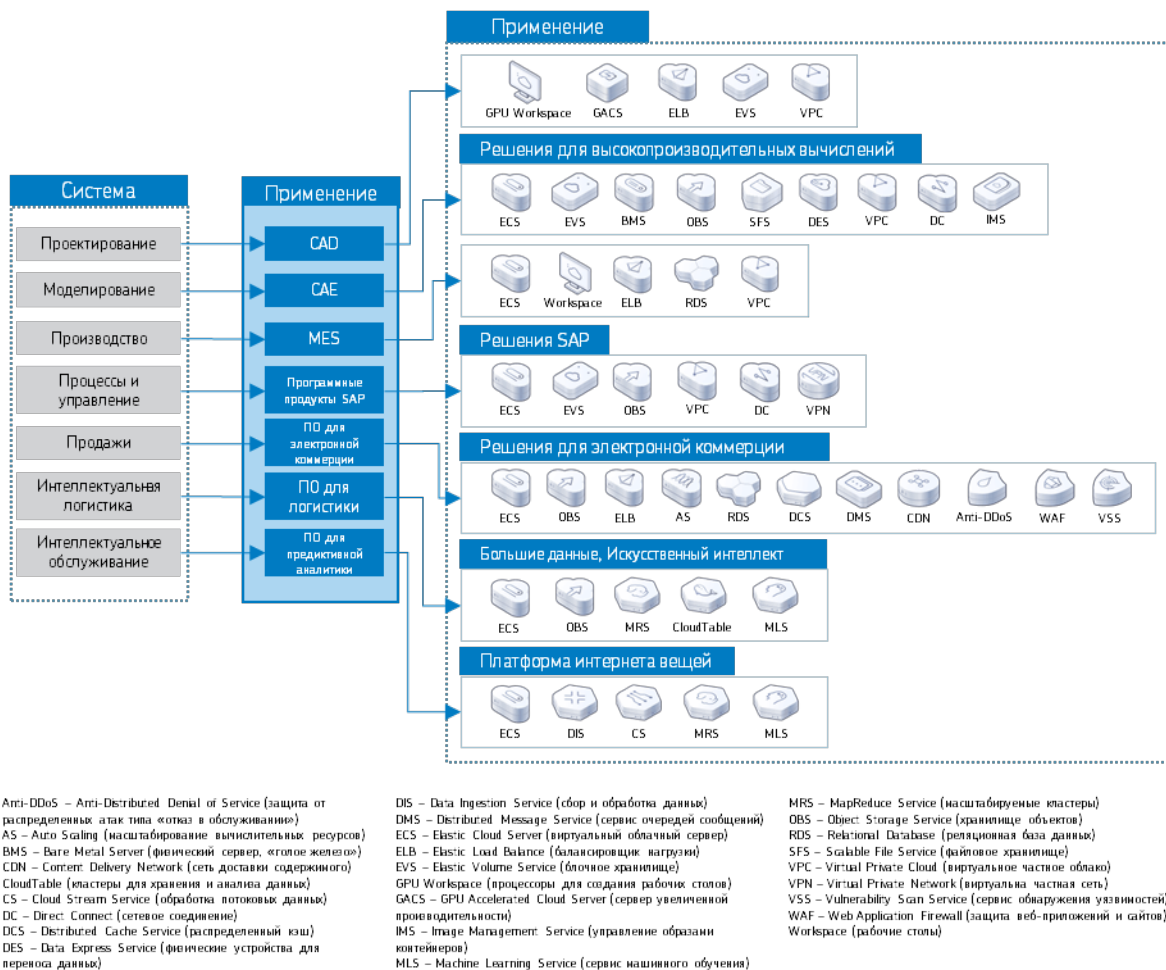 Применение
GPU Workspace GACS ELB EVS VPC
Решения для высокопроизводительных вычислений
ECS EVS BMS OBS SFS DES VPC DC IMS
ECS Workspace ELB RDS VPC
Решения SAP
ECS EVS OBS VPC DC VPN
VPN
Решения для электронной коммерции
ECS OBS ELB AS RDS DCS DMS CDN Anti-DDoS WAF VSS
Большие данные, Искусственный интеллект
ECS OBS MRS CloudTable MLS
Платформа интернета вещей
ECS DIS CS MRS MLS
Система
Проектирование
Моделирование
Производство
Процессы и
управление
Продажи
Интеллектуальная
логистика
Интеллектуальное
обслуживание
Применение
CAD
CAE
MES
Программные
продукты SAP
ПО для
электронной
коммерции
ПО для
логистики
ПО для
предиктивной
аналитики
Anti-DDoS – Anti-Distributed Denial of Service (защита от
распределенных атак типа «отказ в обслуживании»)
AS – Auto Scaling (масштабирование вычислительных ресурсов)
BMS – Bare Metal Server (физический сервер, «голое железо»)
CDN – Content Delivery Network (сеть доставки содержимого)
CloudTable (кластеры для хранения и анализа данных)
CS – Cloud Stream Service (обработка потоковых данных)
DC – Direct Connect (сетевое соединение)
DCS – Distributed Cache Service (распределенный кэш)
DES – Data Express Service (физические устройства для
переноса данных)
DIS – Data Ingestion Service (сбор и обработка данных)
DMS – Distributed Message Service (сервис очередей сообщений)
ECS – Elastic Cloud Server (виртуальный облачный сервер)
ELB – Elastic Load Balance (балансировщик нагрузки)
EVS – Elastic Volume Service (блочное хранилище)
GPU Workspace (процессоры для создания рабочих столов)
GACS – GPU Accelerated Cloud Server (сервер увеличенной
производительности)
IMS – Image Management Service (управление образами
контейнеров)
MLS – Machine Learning Service (сервис машинного обучения)
MRS – MapReduce Service (масштабируемые кластеры)
OBS – Object Storage Service (хранилище объектов)
RDS – Relational Database (реляционная база данных)
SFS – Scalable File Service (файловое хранилище)
VPC – Virtual Private Cloud (виртуальное частное облако)
VPN – Virtual Private Network (виртуальна частная сеть)
VSS – Vulnerability Scan Service (сервис обнаружения уязвимостей)
WAF – Web Application Firewall (защита веб-приложений и сайтов)
Workspace (рабочие столы)